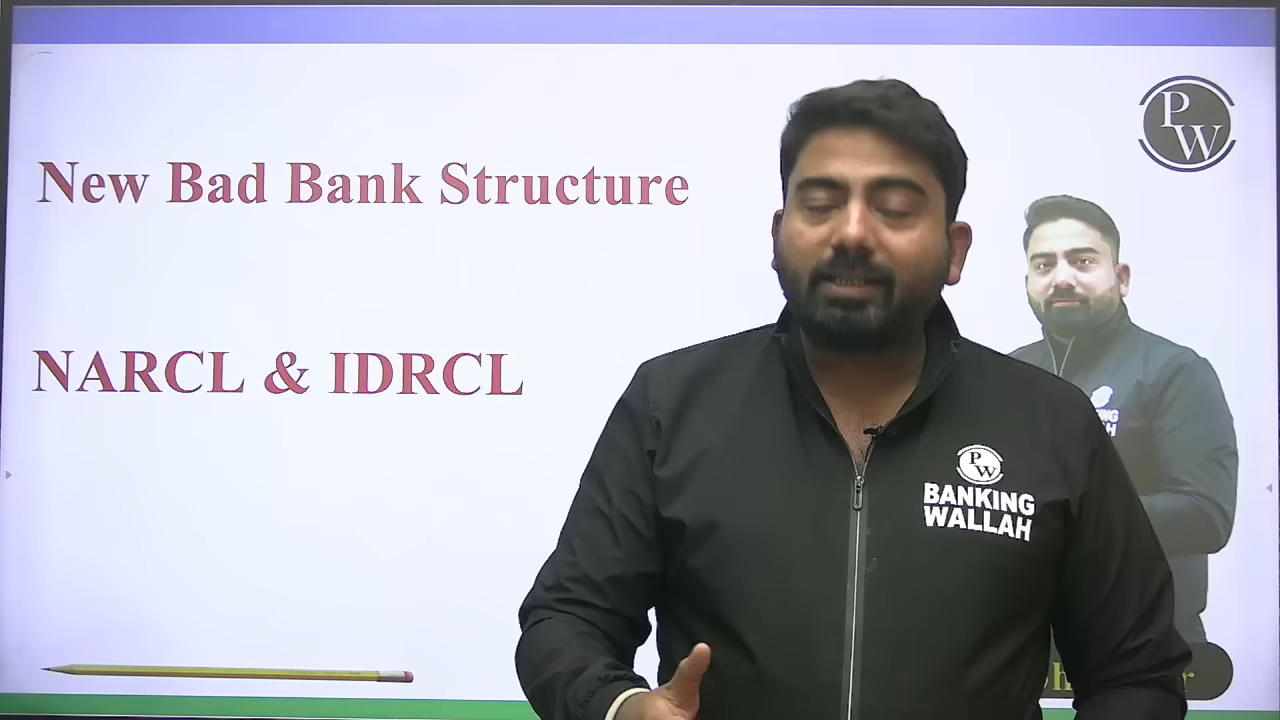 New Bad Bank Structure
NARCL & IDRCL
PW
PW
BANKING
WALLAH